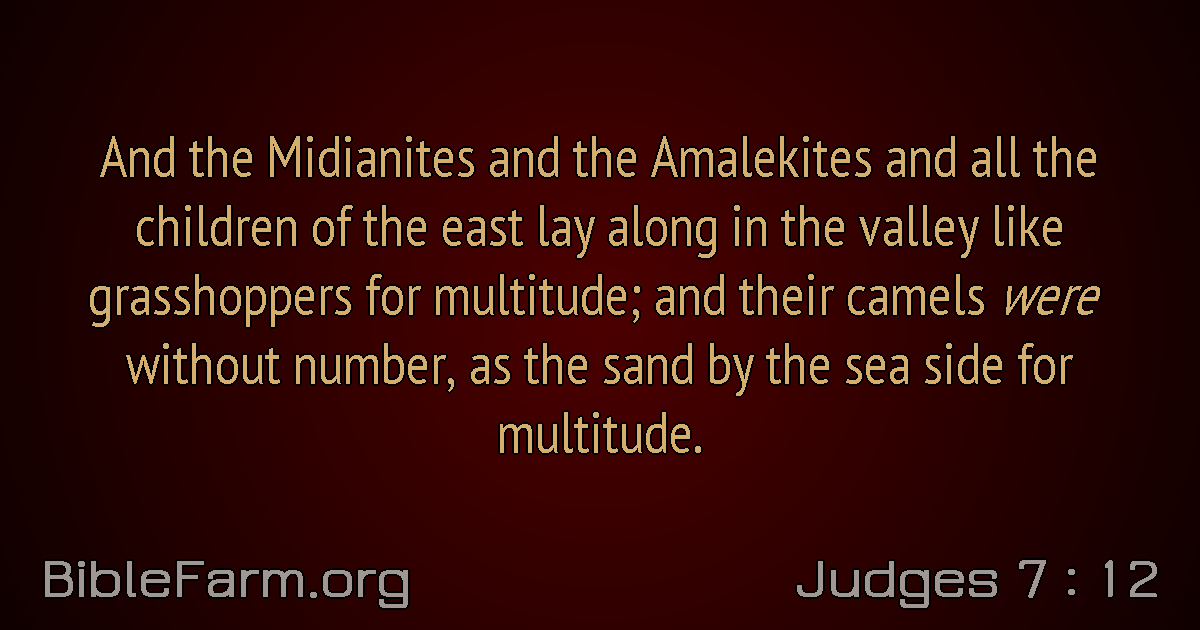 And the Midianites and the Amalekites and all the
children of the east lay along in the valley like
grasshoppers for multitude; and their camels were
without number, as the sand by the sea side for
multitude.
BibleFarm.org
Judges 7 : 12